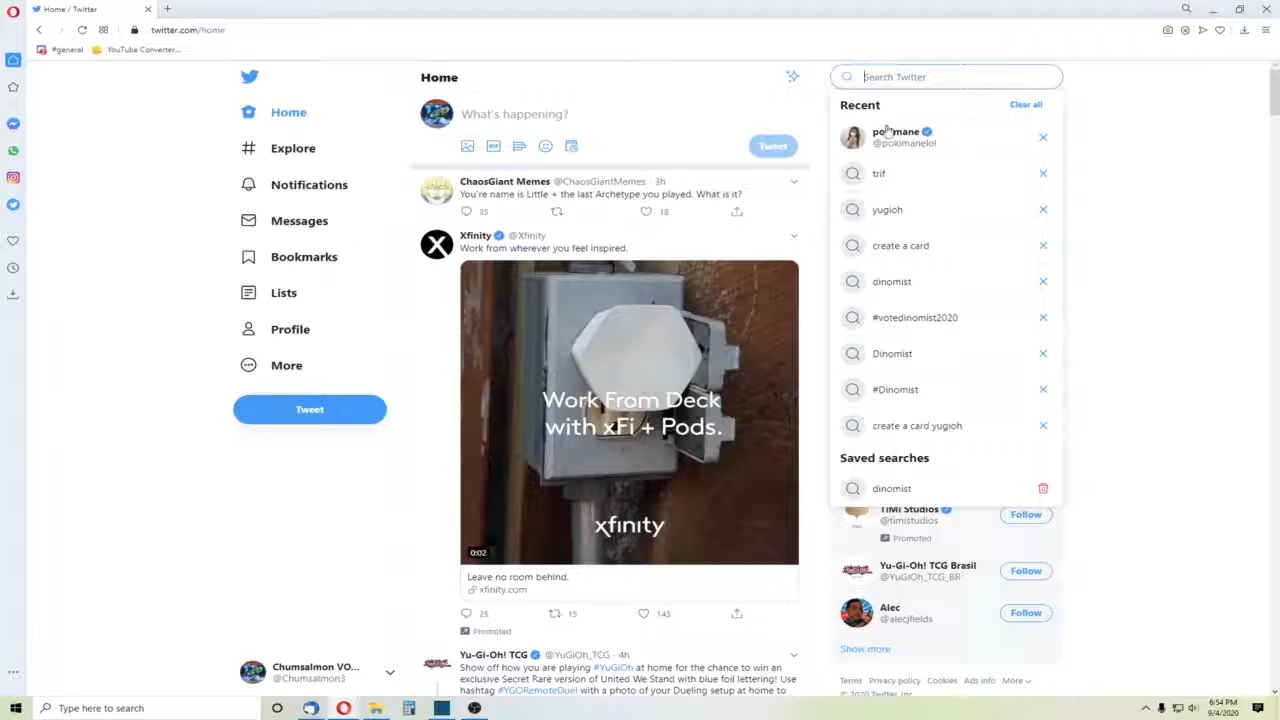 Home / Twitter
twitter.com/home
#general
YouTube Converter...
Home
Explore
Notifications
Messages
Bookmarks
Lists
Profile
More
Tweet
Chumsalmon VO...
@Chumsalmon3
Home
What's happening?
GIF
Tweet
ChaosGiant Memes @ChaosGiantMemes · 3h
You're name is Little + the last Archetype you played. What is it?
35
18
Xfinity @Xfinity
Work from wherever you feel inspired.
Work From Deck
with xFi + Pods.
xfinity
0:02
Leave no room behind.
xfinity.com
25
15
143
Promoted
Yu-Gi-Oh! TCG @YuGiOh_TCG · 4h
Show off how you are playing #YuGiOh at home for the chance to win an
exclusive Secret Rare version of United We Stand with blue foil lettering! Use
hashtag #YGORemoteDuel with a photo of your Dueling setup at home to
Search Twitter
Recent
Clear all
pokimane
@pokimanelol
trif
yugioh
create a card
dinomist
#votedinomist2020
Dinomist
#Dinomist
create a card yugioh
Saved searches
dinomist
TiMi Studios
@timistudios
Follow
Promoted
Yu-Gi-Oh! TCG Brasil
@YuGiOh_TCG_BR
Follow
Alec
@alecjfields
Follow
Show more
Terms Privacy policy Cookies Ads info More
© 2020 Twitter, Inc.
Type here to search
6:54 PM
9/4/2020